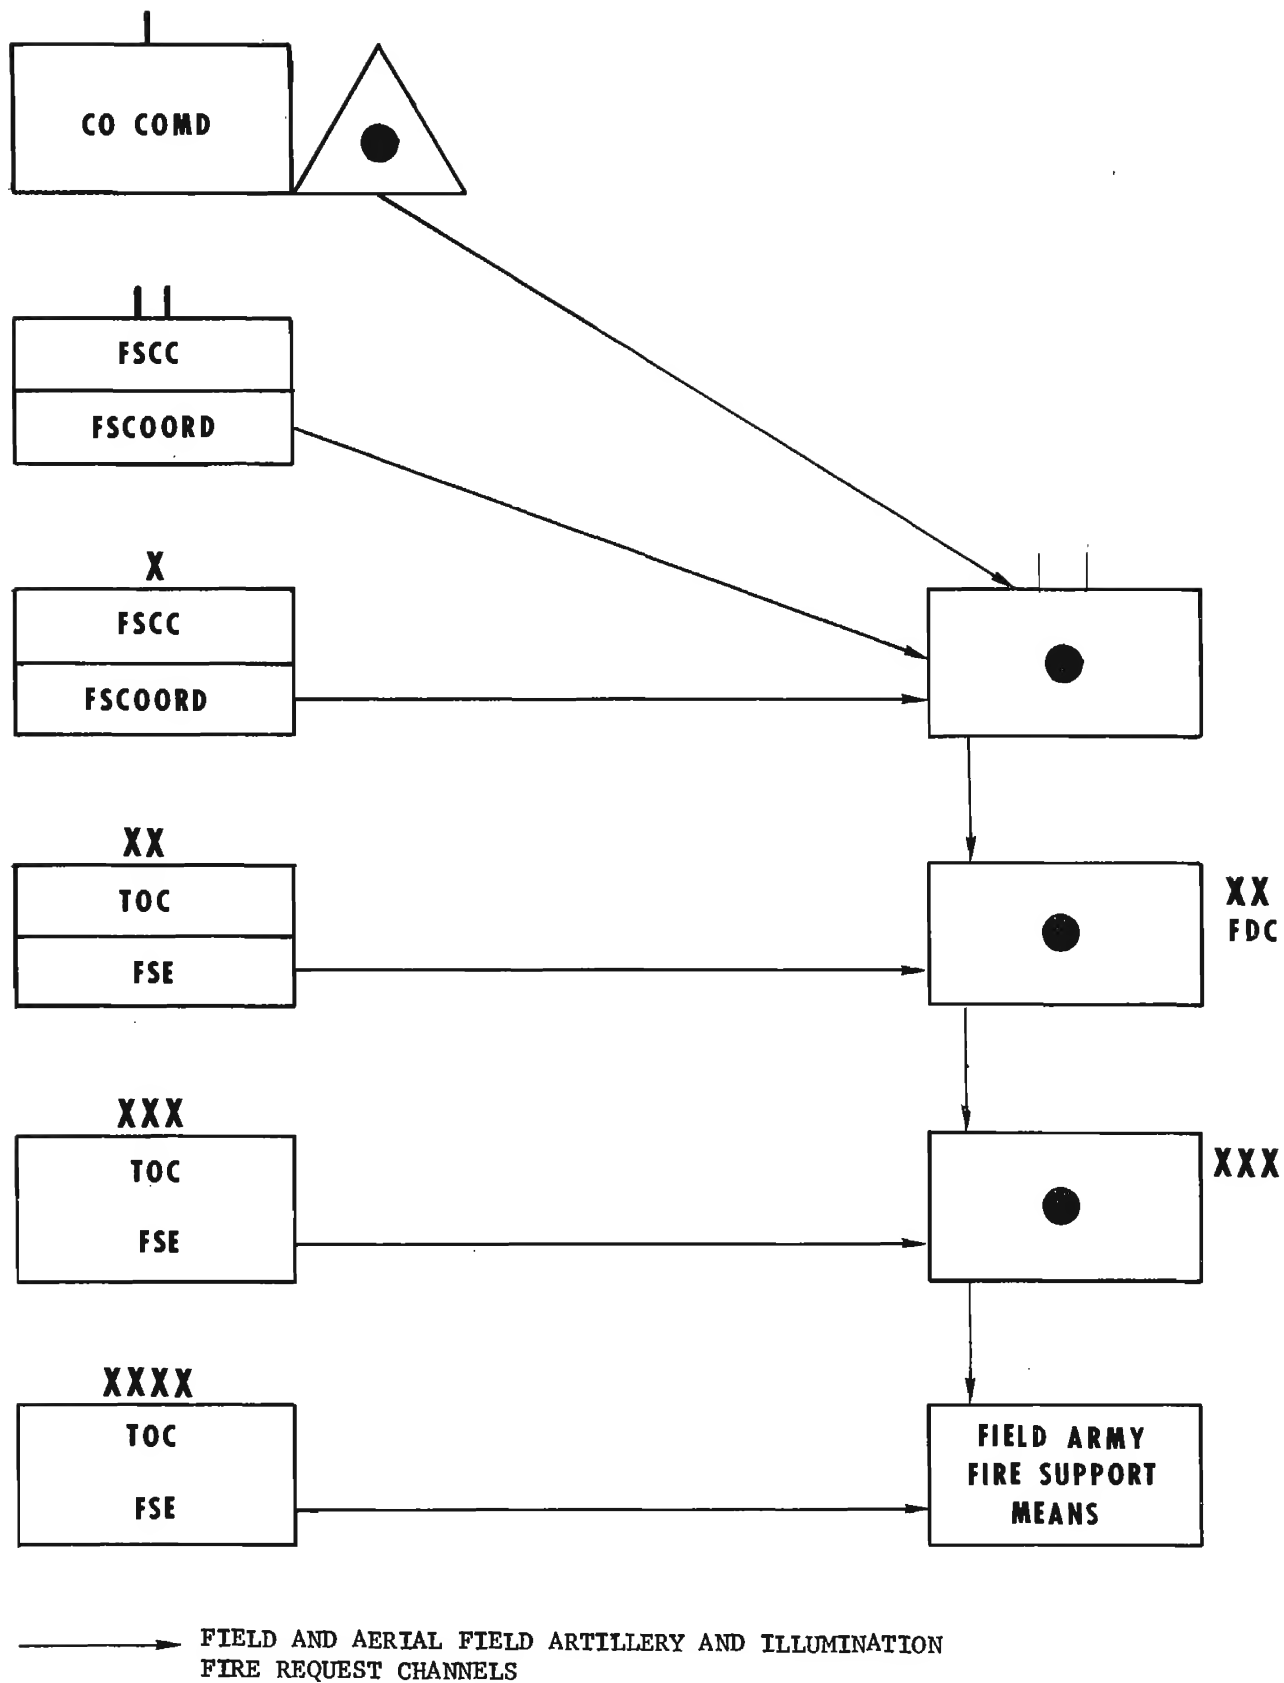 CO COMD
FSCC
FSCOORD
X
FSCC
FSCOORD
XX
TOC
FSE
XX
FDC
XXX
TOC
FSE
XXX
XXXX
TOC
FSE
FIELD ARMY
FIRE SUPPORT
MEANS
FIELD AND AERIAL FIELD ARTILLERY AND ILLUMINATION
FIRE REQUEST CHANNELS